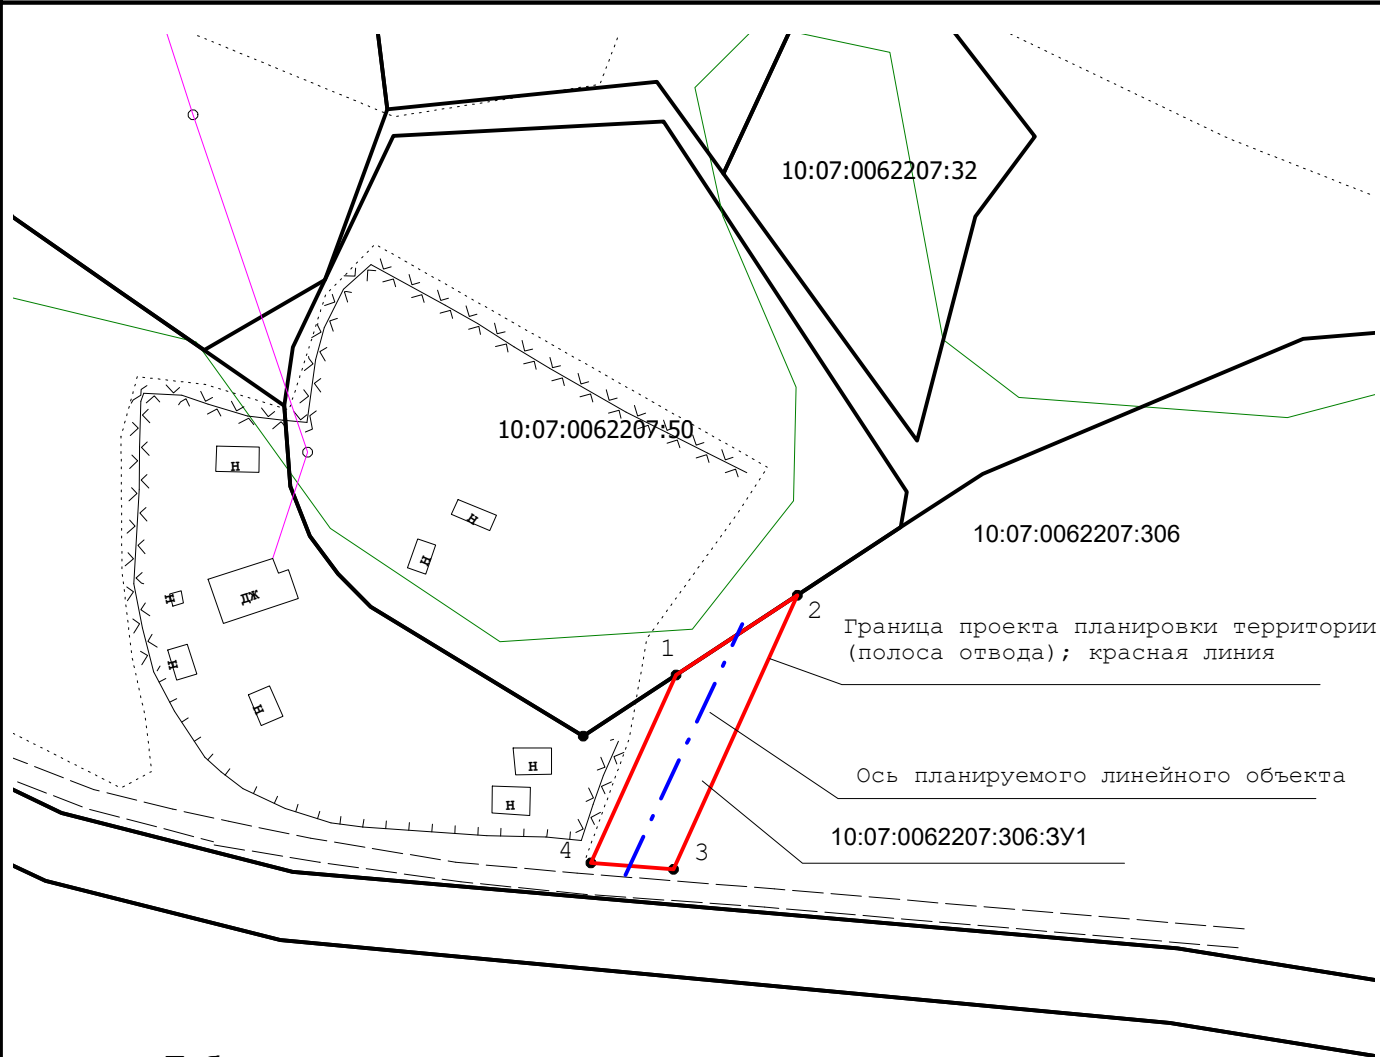 10:07:0062207:32
10:07:0062207:50
10:07:0062207:306
н
н
н
н
дж
н
н
н
н
1
2
Граница проекта планировки территории
(полоса отвода); красная линия
Ось планируемого линейного объекта
10:07:0062207:306:ЗУ1
н
4
3